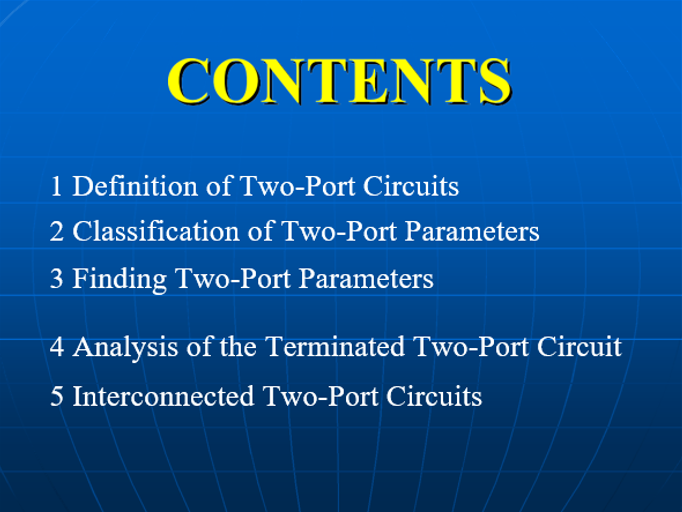 CONTENTS
1 Definition of Two-Port Circuits
2 Classification of Two-Port Parameters
3 Finding Two-Port Parameters
4 Analysis of the Terminated Two-Port Circuit
5 Interconnected Two-Port Circuits